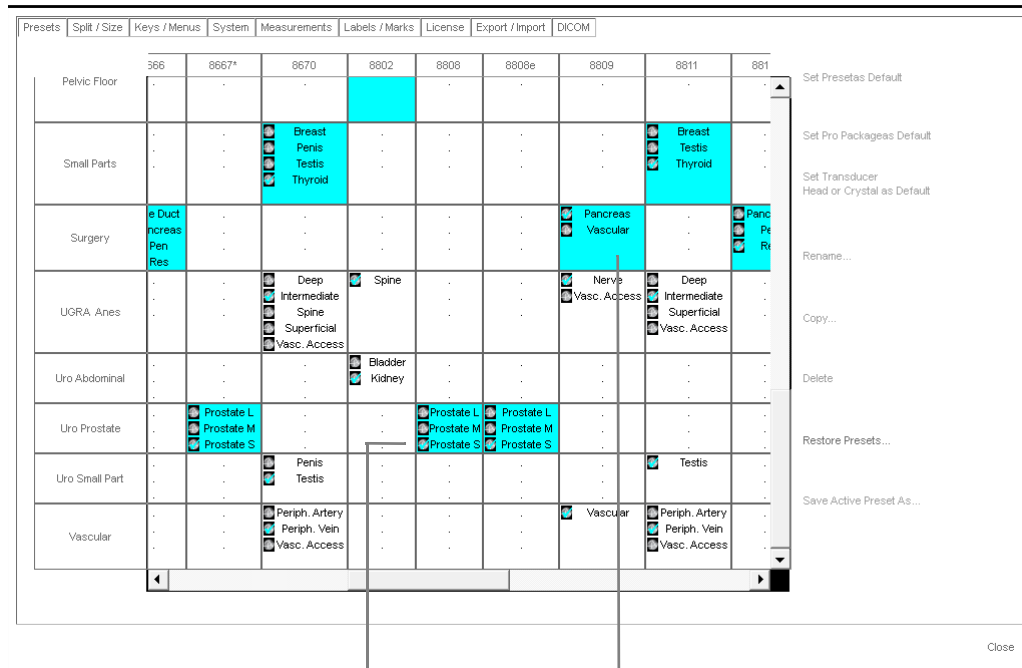 Presets Split / Size Keys / Menus System Measurements Labels / Marks License Export / Import DICOM
566 8667* 8670 8802 8808 8808e 8809 8811 881
Pelvic Floor
Small Parts
Breast
Penis
Testis
Thyroid
Breast
Testis
Thyroid
Surgery
e Duct
ncreas
Pen
Res
Pancreas
Vascular
Panc
Pe
Re
UGRA Anes
Deep
Intermediate
Spine
Superficial
Vasc. Access
Spine
Nerve
Vasc. Access
Deep
Intermediate
Superficial
Vasc. Access
Uro Abdominal
Bladder
Kidney
Uro Prostate
Prostate L
Prostate M
Prostate S
Prostate L
Prostate M
Prostate S
Prostate L
Prostate M
Prostate S
Uro Small Part
Penis
Testis
Testis
Vascular
Periph. Artery
Periph. Vein
Vasc. Access
Vascular
Periph. Artery
Periph. Vein
Vasc. Access
Set Presetas Default
Set Pro Packageas Default
Set Transducer
Head or Crystal as Default
Rename...
Copy...
Delete
Restore Presets...
Save Active Preset As...
Close